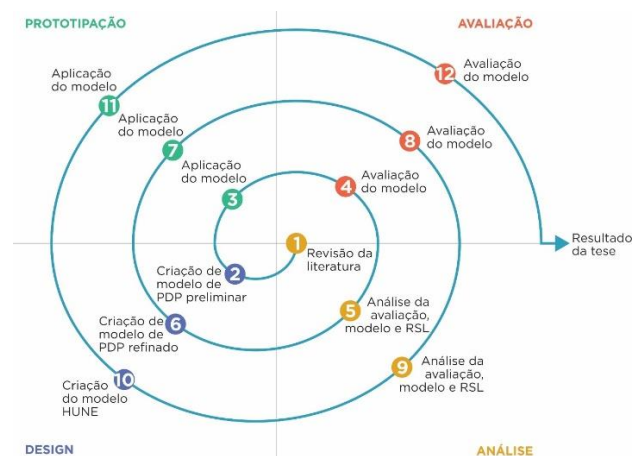 PROTOTIPAÇÃO
AVALIAÇÃO
12
Avaliação
do modelo
Aplicação
do modelo
11
Aplicação
do modelo
7
8
Avaliação
do modelo
Aplicação
do modelo
3
4
Avaliação
do modelo
1
Revisão da
literatura
Resultado
da tese
2
Criação de
modelo de
PDP preliminar
Criação de
modelo de
PDP refinado
6
5
Análise da
avaliação,
modelo e RSL
Criação
do modelo
HUNE
10
9
Análise da
avaliação,
modelo e RSL
DESIGN
ANÁLISE